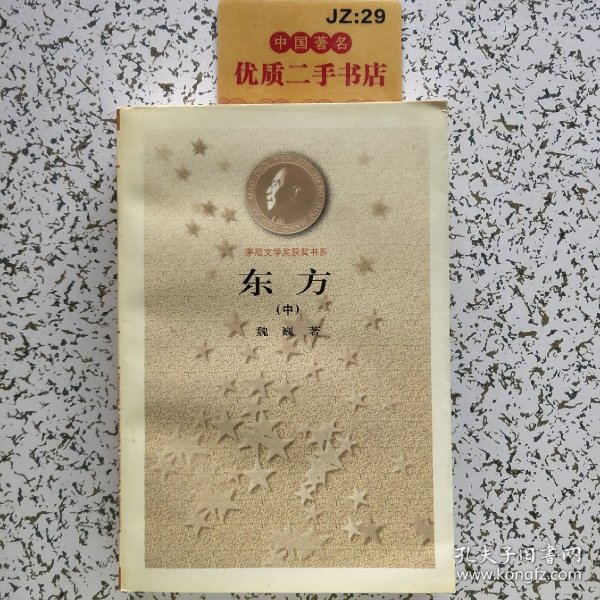 JZ:29
中国著名
优质二手书店
茅盾文学奖获奖书系
东方
(中)
魏巍 著
孔夫子旧书网
www.kongfz.com